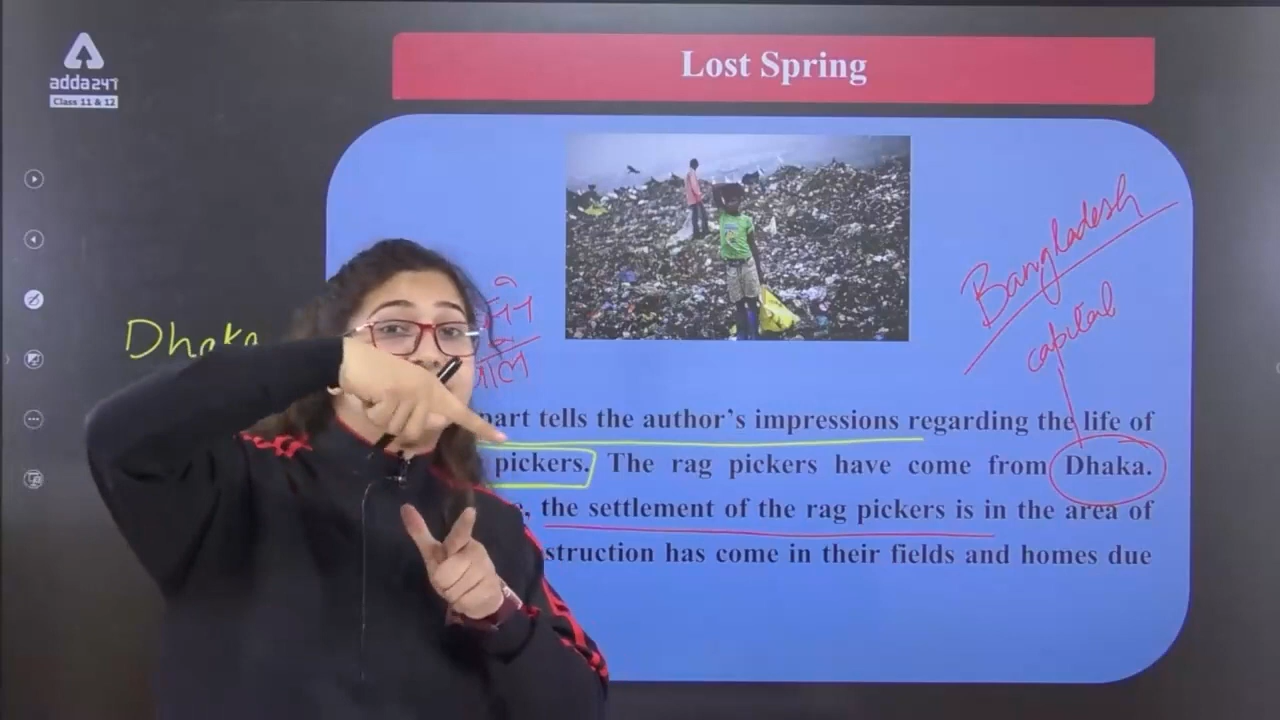 Lost Spring
adda247
Class 11 & 12
Bangladesh
capital
Dhaka
part tells the author's impressions regarding the life of
pickers. The rag pickers have come from Dhaka.
the settlement of the rag pickers is in the area of
struction has come in their fields and homes due